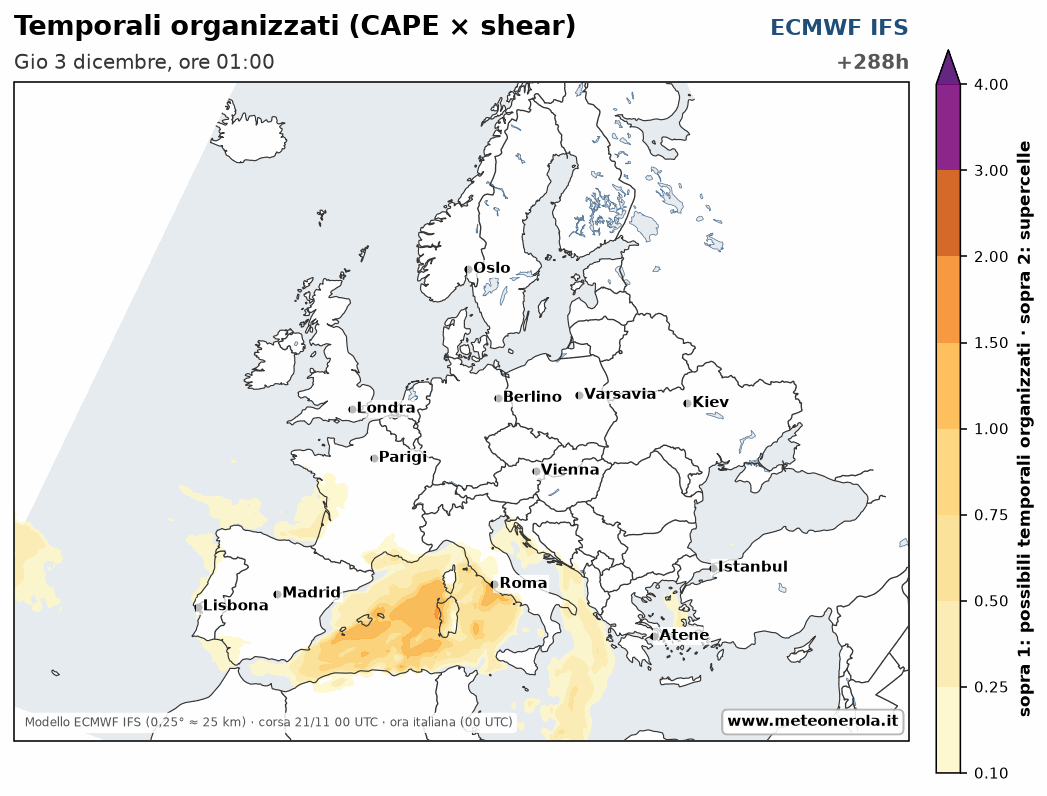 Temporali organizzati (CAPE × shear)
ECMWF IFS
Gio 3 dicembre, ore 01:00
+288h
Oslo
Londra
Berlino
Varsavia
Kiev
Parigi
Vienna
Istanbul
Madrid
Roma
Lisbona
Atene
Modello ECMWF IFS (0,25° ≈ 25 km) · corsa 21/11 00 UTC · ora italiana (00 UTC)
www.meteonerola.it
4.00
3.00
2.00
1.50
1.00
0.75
0.50
0.25
0.10
sopra 1: possibili temporali organizzati · sopra 2: supercelle